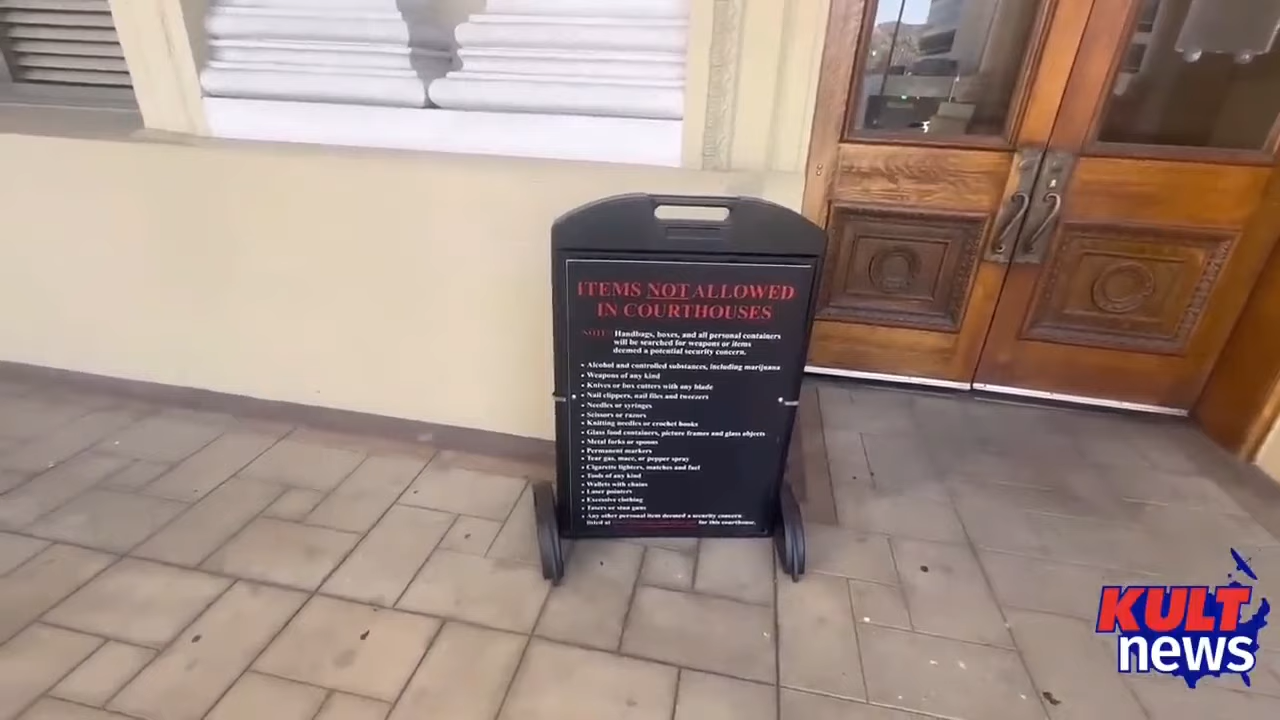 ITEMS NOT ALLOWED
IN COURTHOUSES
NOTE: Handbags, boxes, and all personal containers
will be searched for weapons or items
deemed a potential security concern.
• Alcohol and controlled substances, including marijuana
• Weapons of any kind
• Knives or box cutters with any blade
• Nail clippers, nail files and tweezers
• Needles or syringes
• Scissors or razors
• Knitting needles or crochet hooks
• Glass food containers, picture frames and glass objects
• Metal forks or spoons
• Permanent markers
• Tear gas, mace, or pepper spray
• Cigarette lighters, matches and fuel
• Tools of any kind
• Wallets with chains
• Laser pointers
• Excessive clothing
• Tasers or stun guns
• Any other personal item deemed a security concern
listed at for this courthouse.
KULT
news